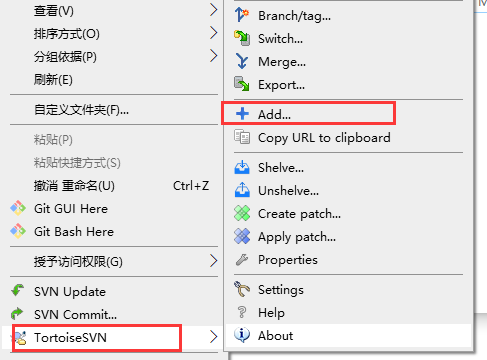 查看(V)
排序方式(O)
分组依据(P)
刷新(E)
自定义文件夹(F)...
粘贴(P)
粘贴快捷方式(S)
撤消 重命名(U) Ctrl+Z
Git GUI Here
Git Bash Here
授予访问权限(G)
SVN Update
SVN Commit...
TortoiseSVN
Branch/tag...
Switch...
Merge...
Export...
Add...
Copy URL to clipboard
Shelve...
Unshelve...
Create patch...
Apply patch...
Properties
Settings
Help
About